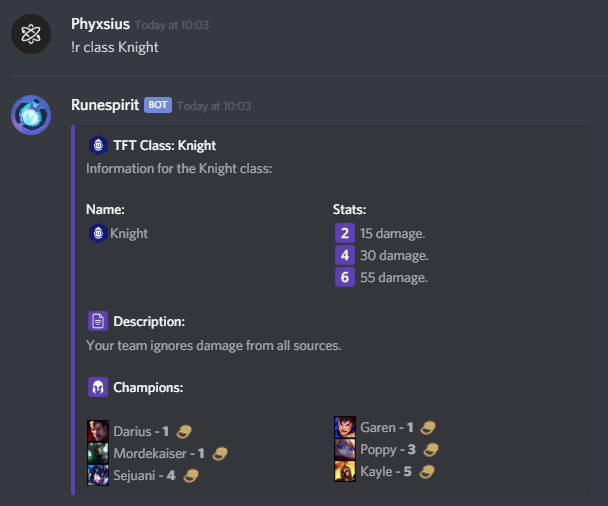 Phyxsius Today at 10:03
!r class Knight
Runespirit BOT Today at 10:03
TFT Class: Knight
Information for the Knight class:
Name:
Knight
Stats:
2 15 damage.
4 30 damage.
6 55 damage.
Description:
Your team ignores damage from all sources.
Champions:
Darius - 1
Mordekaiser - 1
Sejuani - 4
Garen - 1
Poppy - 3
Kayle - 5